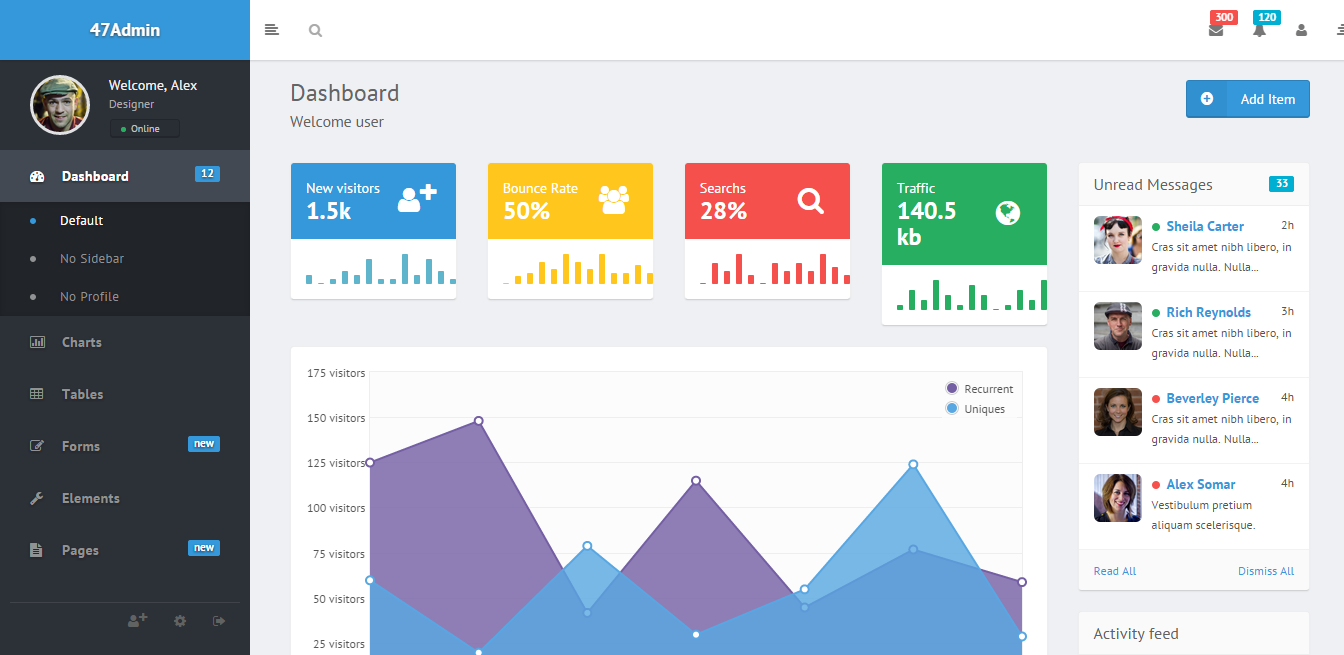 47Admin
300
120
Welcome, Alex
Designer
Online
Dashboard
12
Default
No Sidebar
No Profile
Charts
Tables
Forms
new
Elements
Pages
new
Dashboard
Welcome user
Add Item
New visitors
1.5k
Bounce Rate
50%
Searchs
28%
Traffic
140.5
kb
175 visitors
150 visitors
125 visitors
100 visitors
75 visitors
50 visitors
25 visitors
Recurrent
Uniques
Unread Messages
33
Sheila Carter
2h
Cras sit amet nibh libero, in
gravida nulla. Nulla...
Rich Reynolds
3h
Cras sit amet nibh libero, in
gravida nulla. Nulla...
Beverley Pierce
4h
Cras sit amet nibh libero, in
gravida nulla. Nulla...
Alex Somar
4h
Vestibulum pretium
aliquam scelerisque.
Read All
Dismiss All
Activity feed